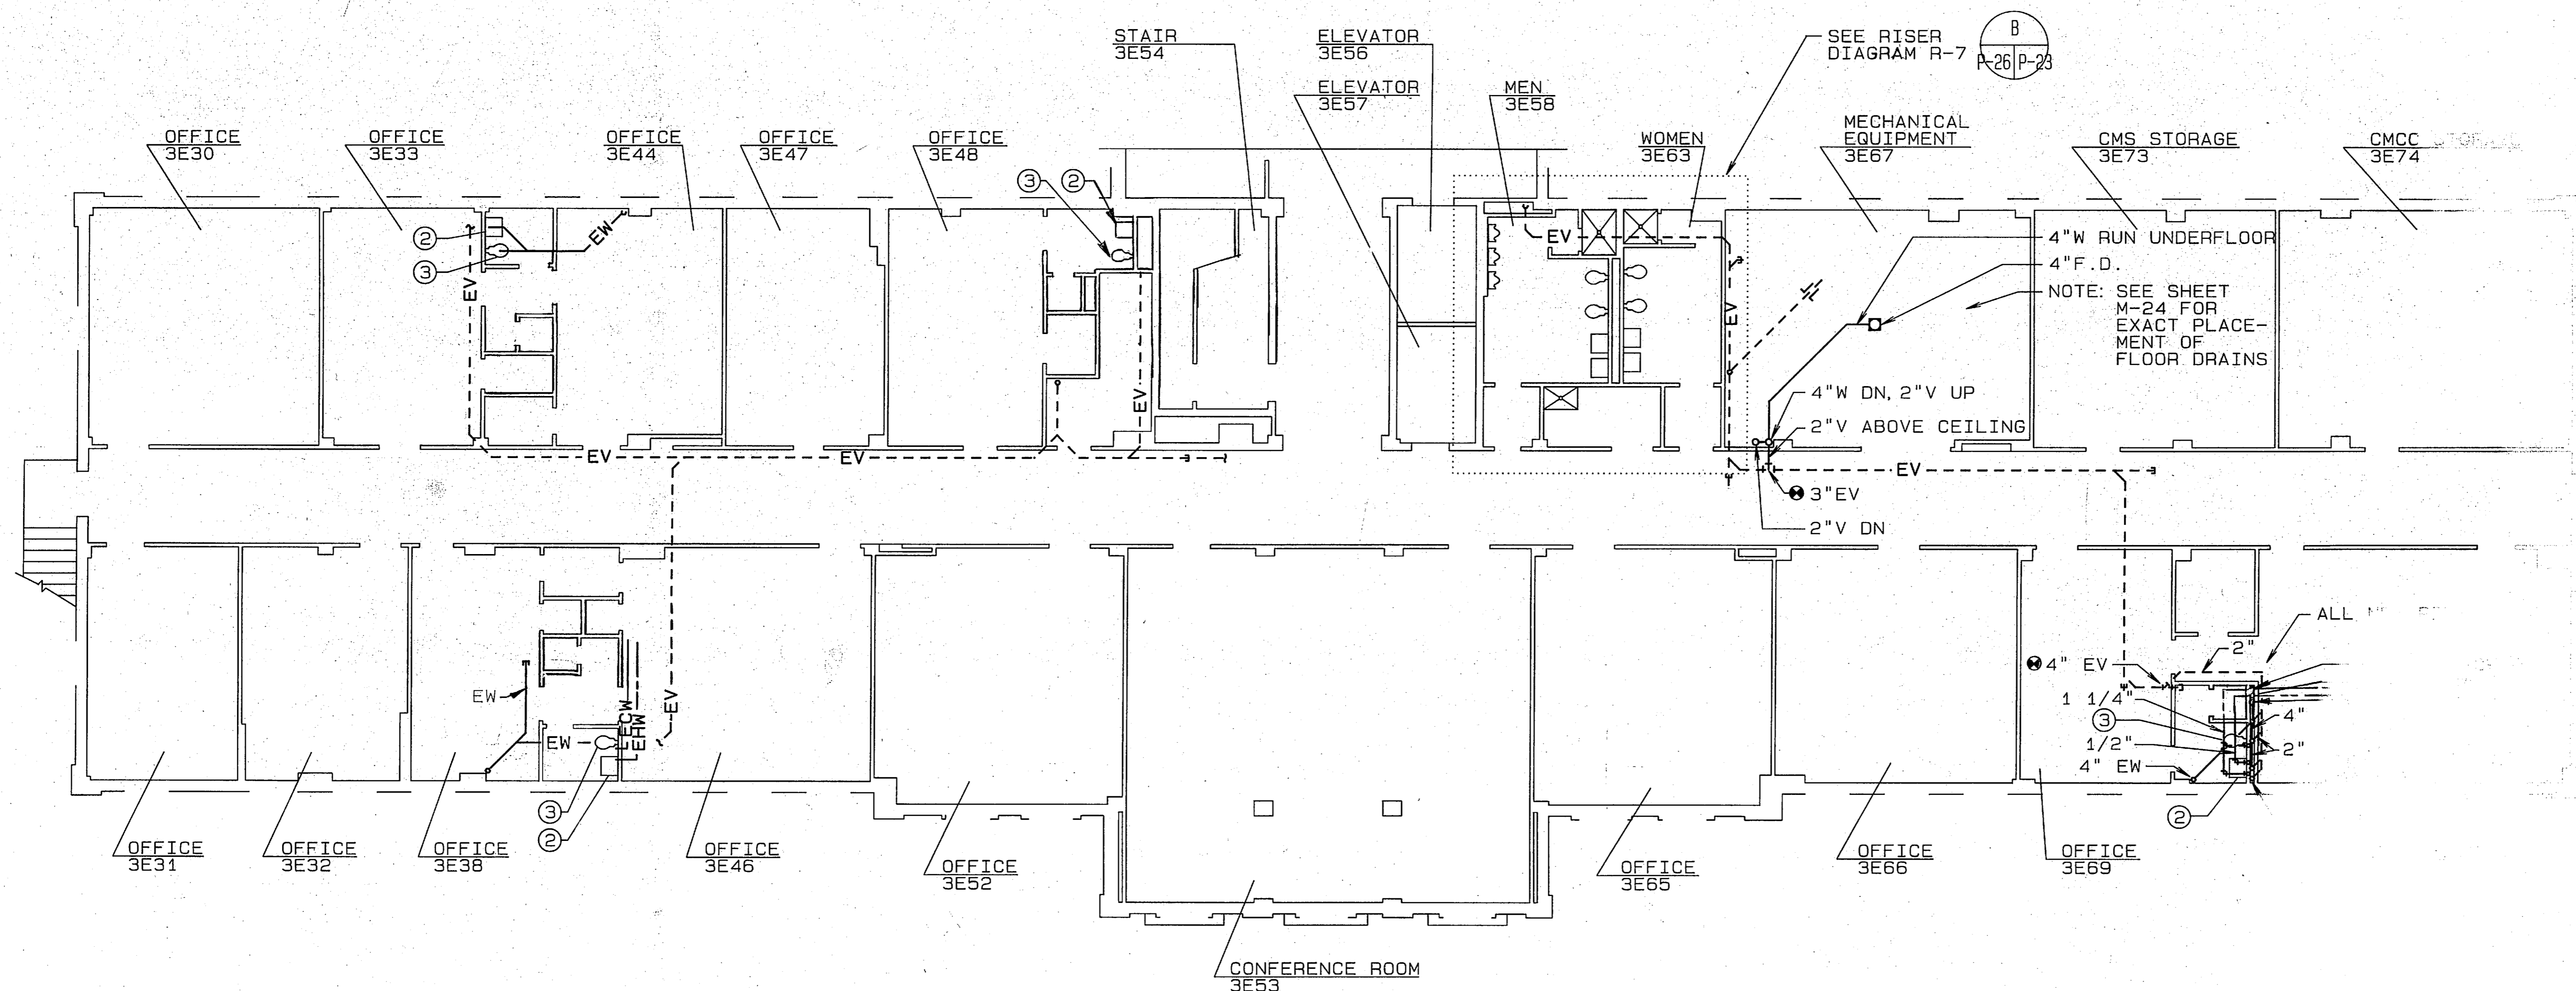 B
P-26 P-23
SEE RISER
DIAGRAM R-7
STAIR
3E54
ELEVATOR
3E56
ELEVATOR
3E57
MEN
3E58
OFFICE
3E30
OFFICE
3E33
OFFICE
3E44
OFFICE
3E47
OFFICE
3E48
WOMEN
3E63
MECHANICAL
EQUIPMENT
3E67
CMS STORAGE
3E73
CMCC
3E74
3
2
2
3
EW
EV
EV
EV
EV
4"W RUN UNDERFLOOR
4"F.D.
NOTE: SEE SHEET
M-24 FOR
EXACT PLACE-
MENT OF
FLOOR DRAINS
4"W DN, 2"V UP
2"V ABOVE CEILING
EV
EV
EV
3"EV
2"V DN
ALL
2"
4" EV
1 1/4"
3
1/2"
4" EW
4"
2"
2
EW
EW
ECW
EHW
EV
3
2
OFFICE
3E31
OFFICE
3E32
OFFICE
3E38
OFFICE
3E46
OFFICE
3E52
OFFICE
3E65
OFFICE
3E66
OFFICE
3E69
CONFERENCE ROOM
3E53